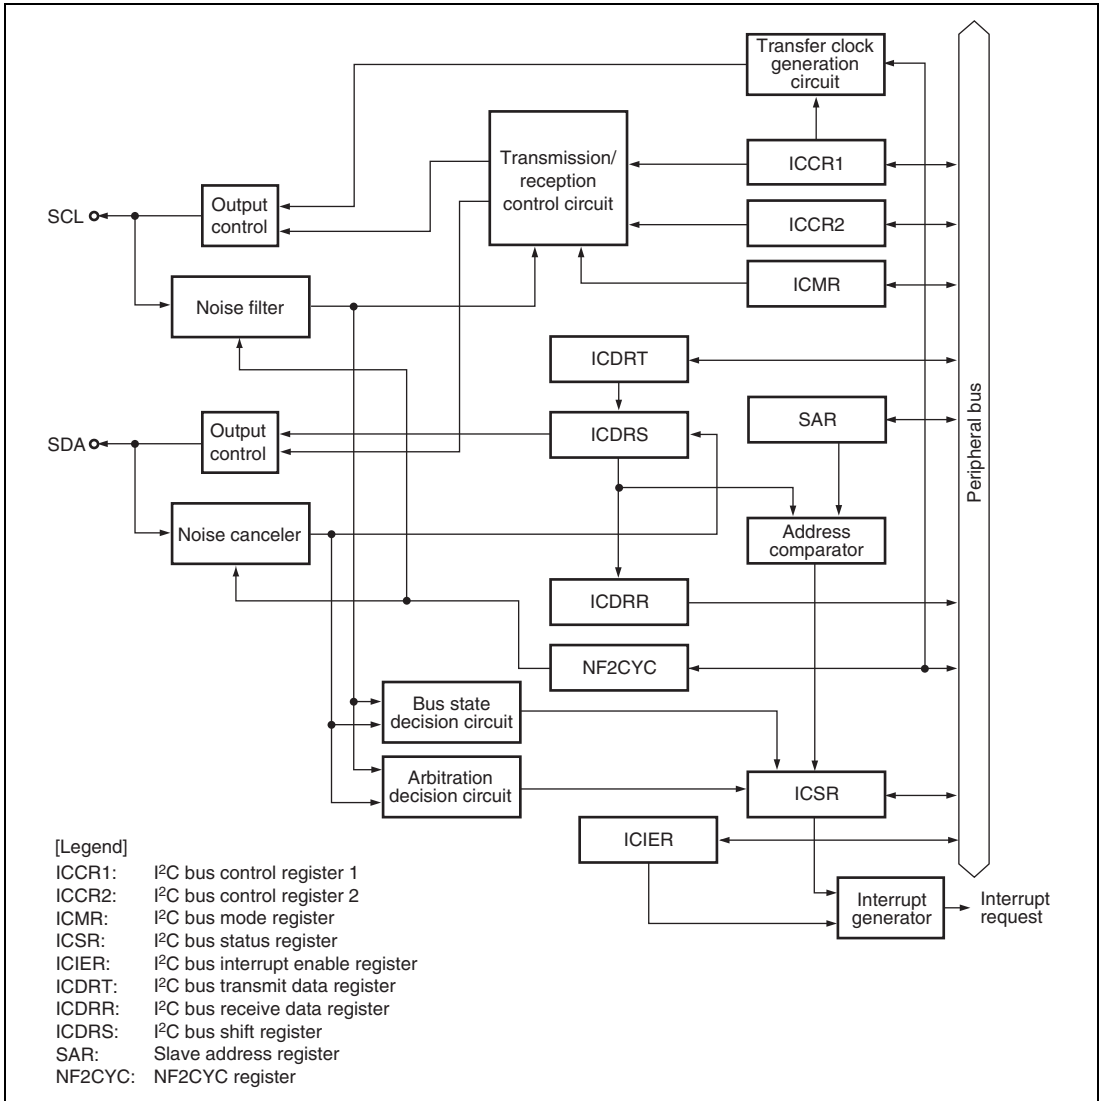 Transfer clock
generation
circuit
Transmission/
reception
control circuit
ICCR1
Output
control
SCL
ICCR2
ICMR
Noise filter
ICDRT
Peripheral bus
SAR
Output
control
ICDRS
SDA
Noise canceler
Address
comparator
ICDRR
NF2CYC
Bus state
decision circuit
Arbitration
decision circuit
ICSR
ICIER
Interrupt
generator
Interrupt
request
[Legend]
ICCR1: I2C bus control register 1
ICCR2: I2C bus control register 2
ICMR: I2C bus mode register
ICSR: I2C bus status register
ICIER: I2C bus interrupt enable register
ICDRT: I2C bus transmit data register
ICDRR: I2C bus receive data register
ICDRS: I2C bus shift register
SAR: Slave address register
NF2CYC: NF2CYC register